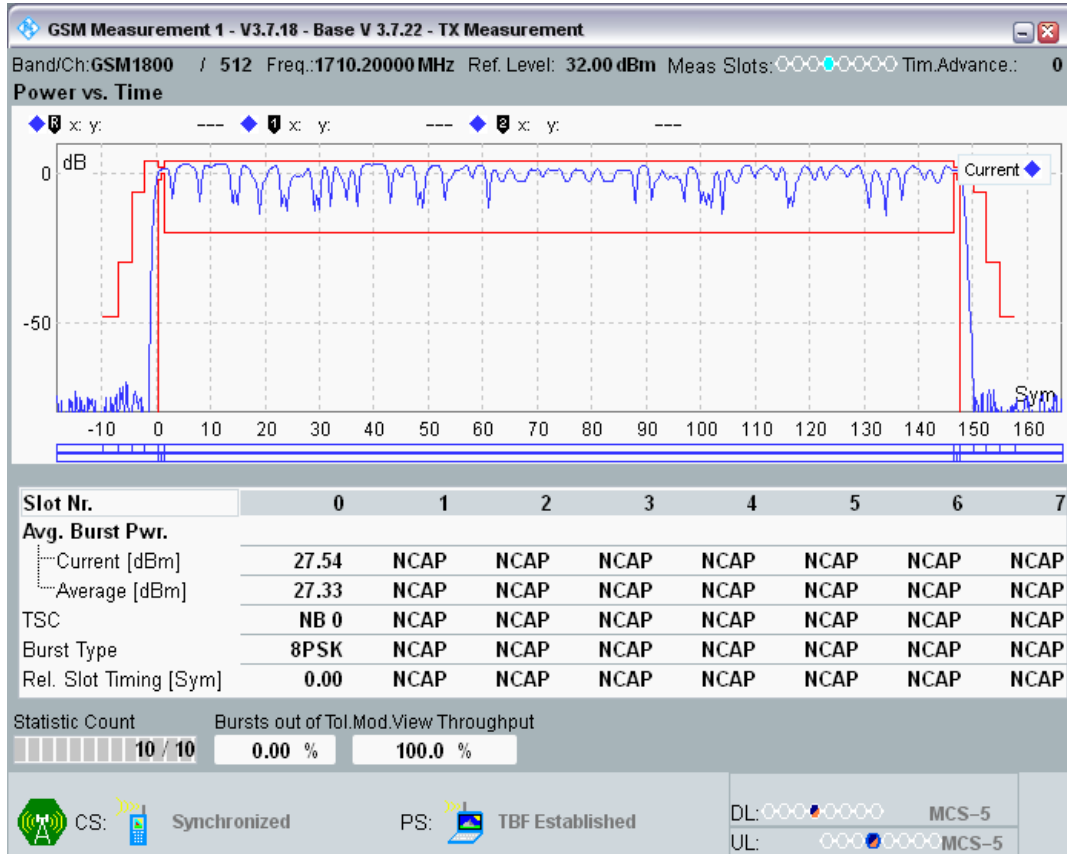 GSM Measurement 1 - V3.7.18 - Base V 3.7.22 - TX Measurement
Band/Ch:GSM1800 / 512 Freq.:1710.20000 MHz Ref. Level: 32.00 dBm Meas Slots: Tim.Advance.: 0
Power vs. Time
R x: y: --- 1 x: y: --- 2 x: y: ---
dB
Current
0
-50
Sym
-10 0 10 20 30 40 50 60 70 80 90 100 110 120 130 140 150 160
Slot Nr. 0 1 2 3 4 5 6 7
Avg. Burst Pwr.
Current [dBm] 27.54 NCAP NCAP NCAP NCAP NCAP NCAP NCAP
Average [dBm] 27.33 NCAP NCAP NCAP NCAP NCAP NCAP NCAP
TSC NB 0 NCAP NCAP NCAP NCAP NCAP NCAP NCAP
Burst Type 8PSK NCAP NCAP NCAP NCAP NCAP NCAP NCAP
Rel. Slot Timing [Sym] 0.00 NCAP NCAP NCAP NCAP NCAP NCAP NCAP
Statistic Count Bursts out of Tol.Mod.View Throughput
10 / 10 0.00 % 100.0 %
CS: Synchronized PS: TBF Established DL: MCS-5
UL: MCS-5